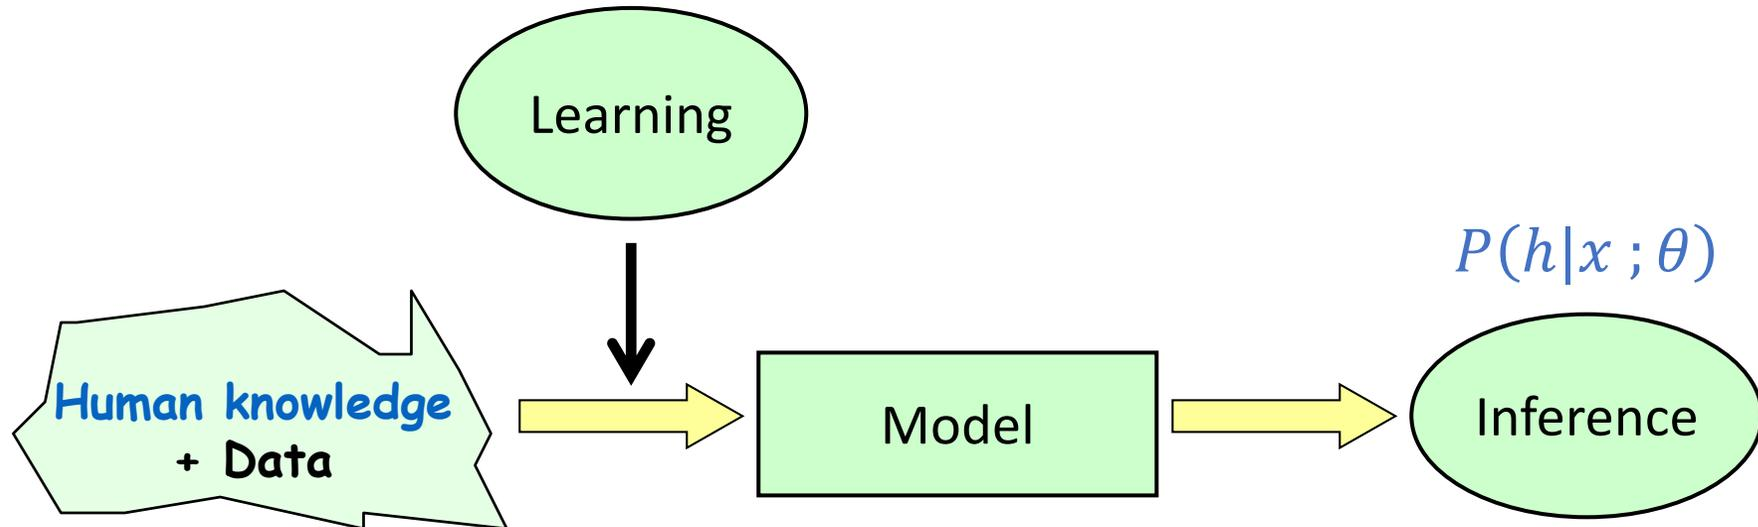 Learning
P(h|x ; θ)
Human knowledge
+ Data
Model
Inference